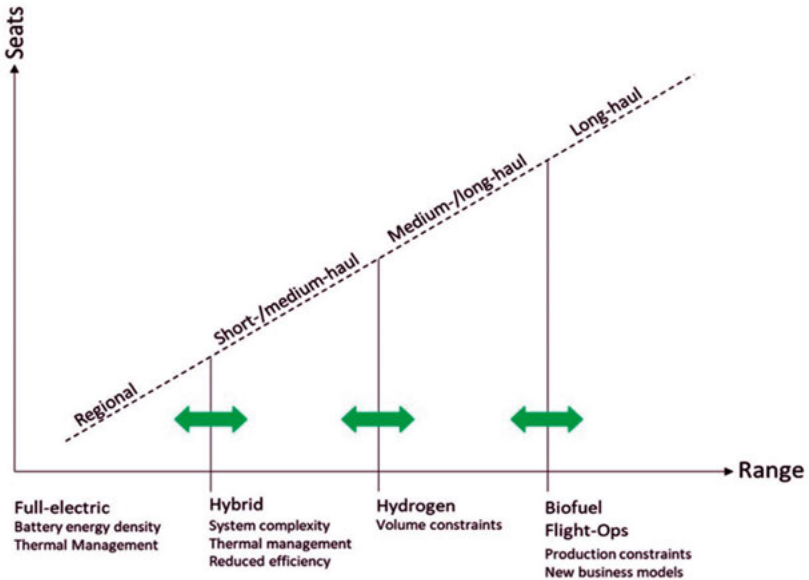 Seats
Long-haul
Medium-/long-haul
Short-/medium-haul
Regional
Range
Full-electric
Battery energy density
Thermal Management
Hybrid
System complexity
Thermal management
Reduced efficiency
Hydrogen
Volume constraints
Biofuel
Flight-Ops
Production constraints
New business models